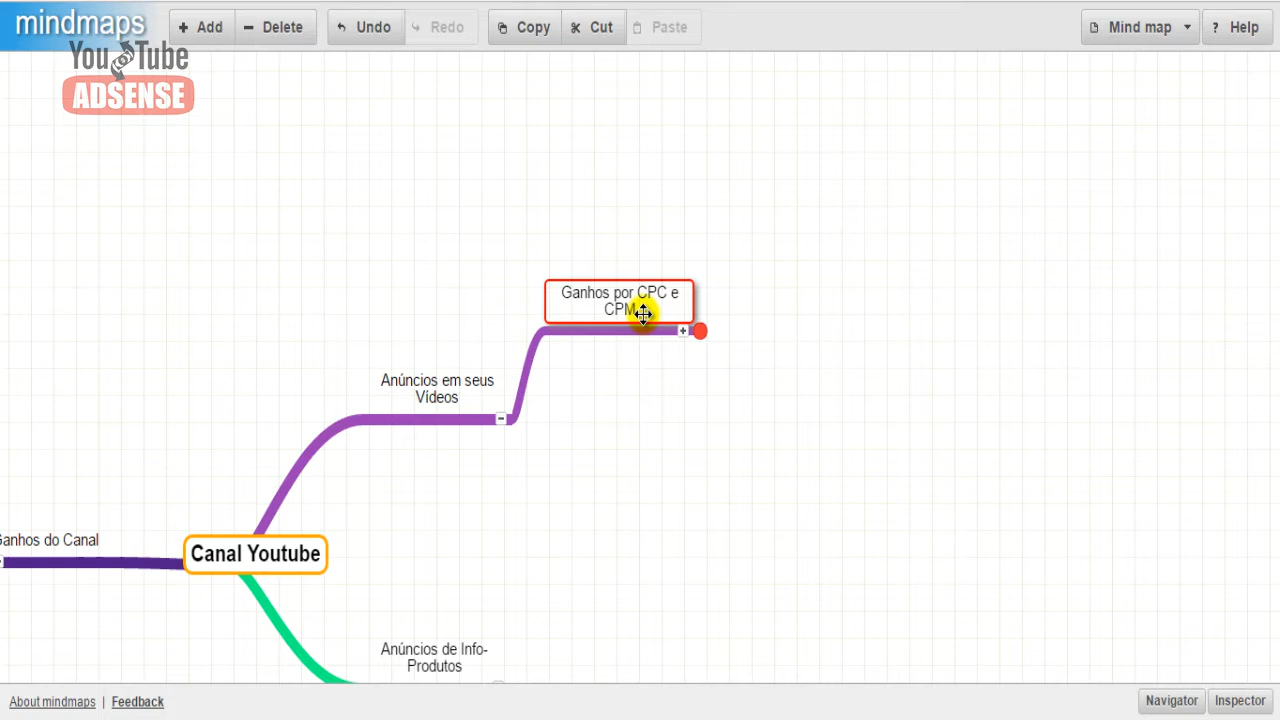 mindmaps
Add
Delete
Undo
Redo
Copy
Cut
Paste
Mind map
? Help
YouTube
ADSENSE
Ganhos por CPC e
CPM
Anúncios em seus
Vídeos
Ganhos do Canal
Canal Youtube
Anúncios de Info-
Produtos
About mindmaps | Feedback
Navigator
Inspector